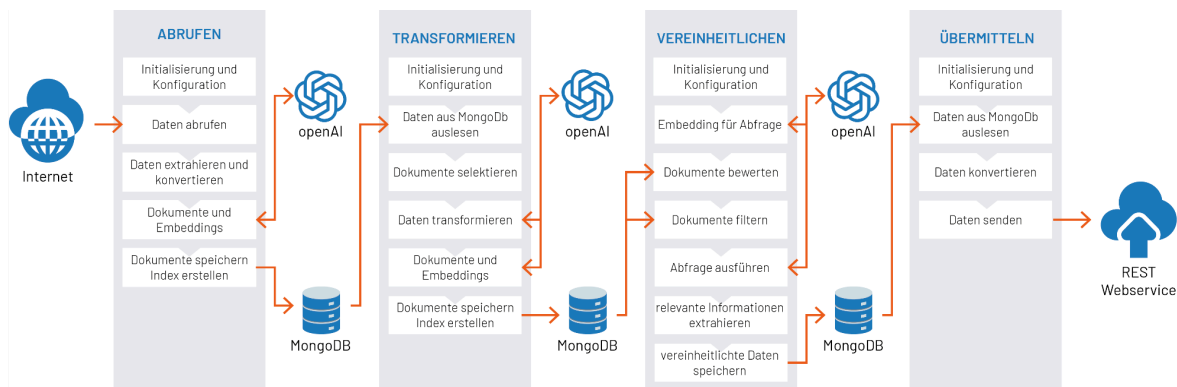 ABRUFEN
Initialisierung und
Konfiguration
Daten abrufen
Daten extrahieren und
konvertieren
Dokumente und
Embeddings
Dokumente speichern
Index erstellen
Internet
openAI
MongoDB
TRANSFORMIEREN
Initialisierung und
Konfiguration
Daten aus MongoDb
auslesen
Dokumente selektieren
Daten transformieren
Dokumente und
Embeddings
Dokumente speichern
Index erstellen
openAI
MongoDB
VEREINHEITLICHEN
Initialisierung und
Konfiguration
Embedding für Abfrage
Dokumente bewerten
Dokumente filtern
Abfrage ausführen
relevante Informationen
extrahieren
vereinheitlichte Daten
speichern
openAI
MongoDB
ÜBERMITTELN
Initialisierung und
Konfiguration
Daten aus MongoDb
auslesen
Daten konvertieren
Daten senden
REST
Webservice